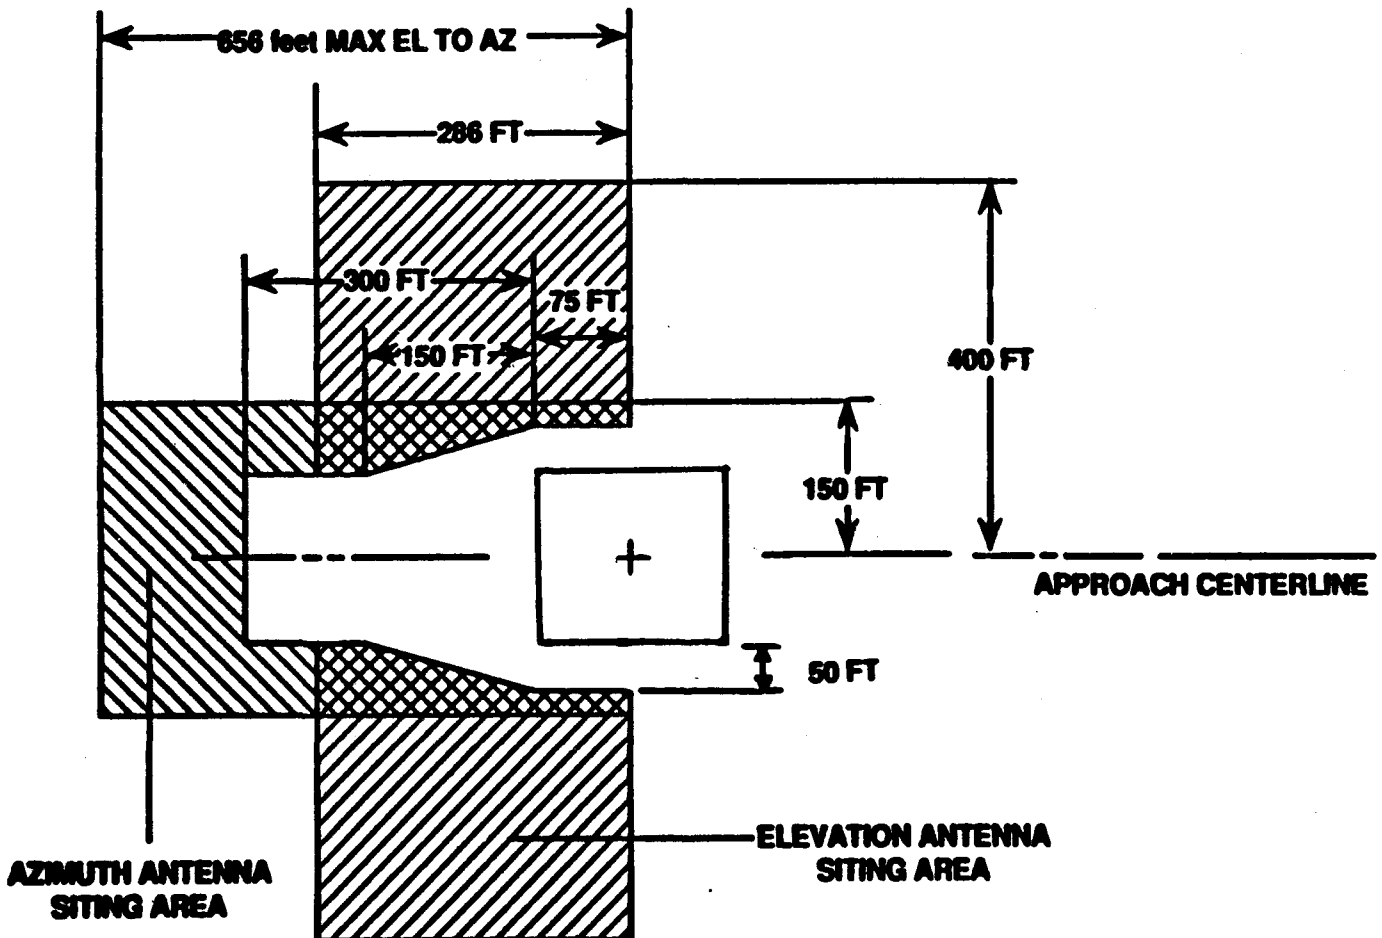 656 feet MAX EL TO AZ
286 FT
300 FT
75 FT
150 FT
400 FT
150 FT
APPROACH CENTERLINE
50 FT
ELEVATION ANTENNA
SITING AREA
AZIMUTH ANTENNA
SITING AREA